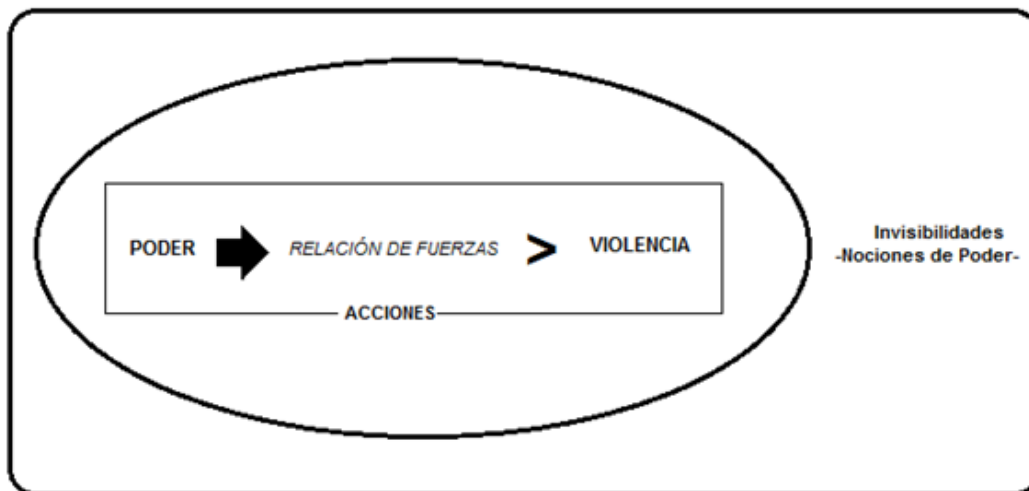 PODER RELACIÓN DE FUERZAS > VIOLENCIA
ACCIONES
Invisibilidades
-Nociones de Poder-